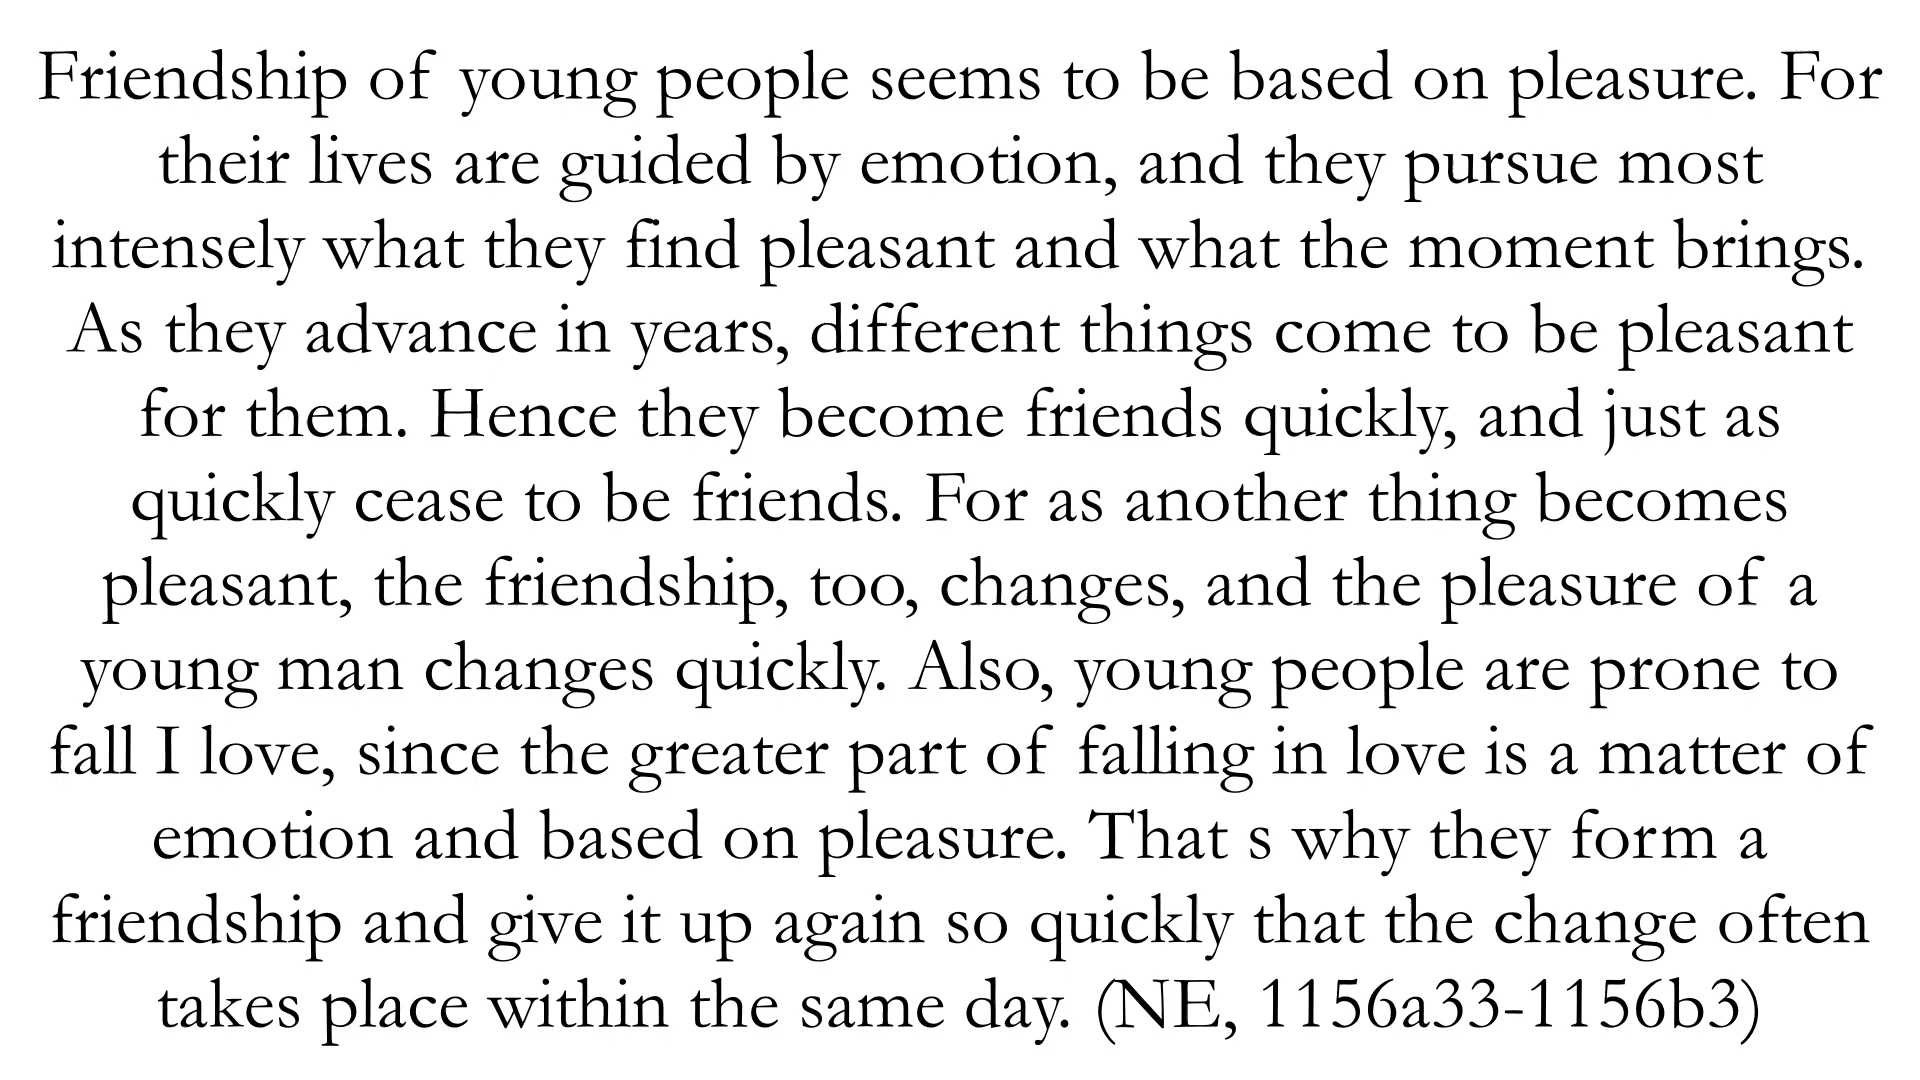 Friendship of young people seems to be based on pleasure. For
their lives are guided by emotion, and they pursue most
intensely what they find pleasant and what the moment brings.
As they advance in years, different things come to be pleasant
for them. Hence they become friends quickly, and just as
quickly cease to be friends. For as another thing becomes
pleasant, the friendship, too, changes, and the pleasure of a
young man changes quickly. Also, young people are prone to
fall I love, since the greater part of falling in love is a matter of
emotion and based on pleasure. That s why they form a
friendship and give it up again so quickly that the change often
takes place within the same day. (NE, 1156a33-1156b3)